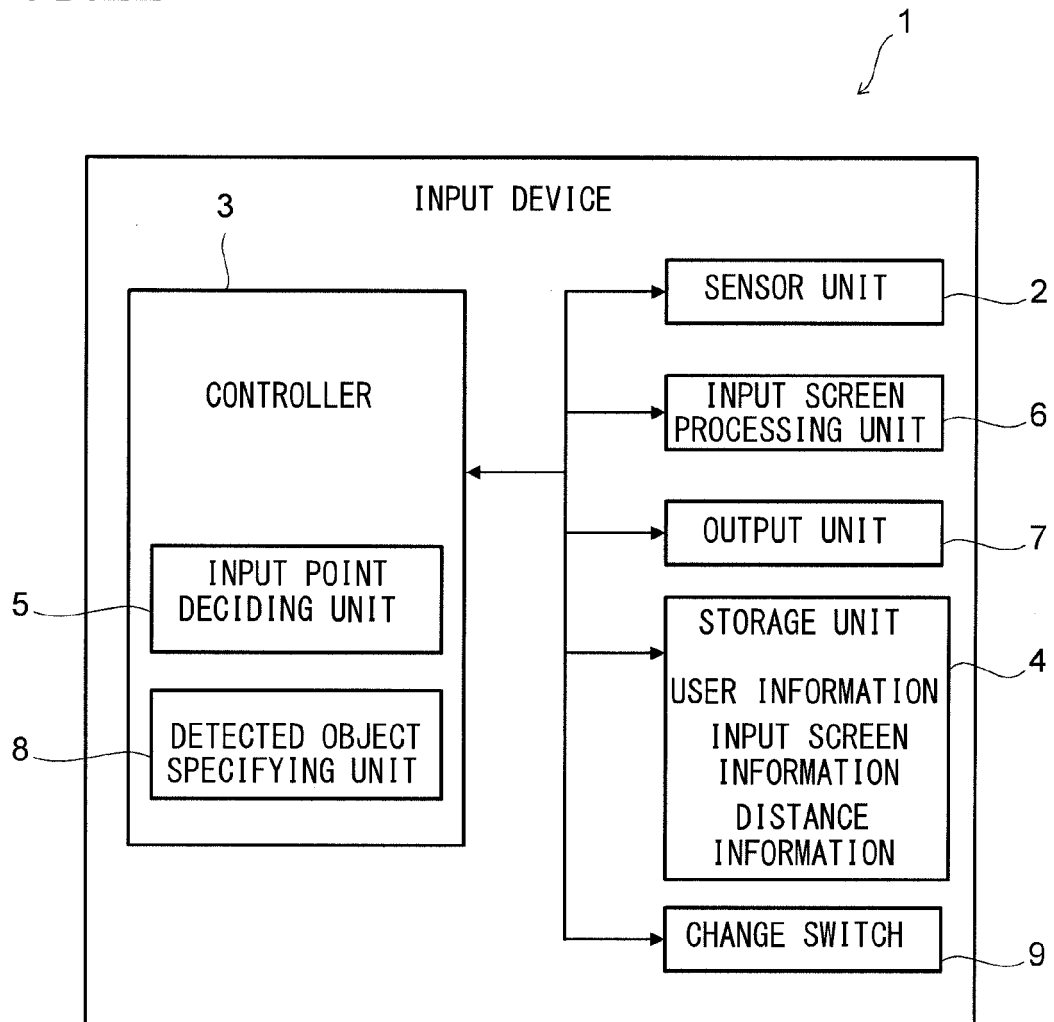 1
INPUT DEVICE
3
CONTROLLER
INPUT POINT
DECIDING UNIT
5
DETECTED OBJECT
SPECIFYING UNIT
8
SENSOR UNIT
2
INPUT SCREEN
PROCESSING UNIT
6
OUTPUT UNIT
7
STORAGE UNIT
USER INFORMATION
INPUT SCREEN
INFORMATION
DISTANCE
INFORMATION
4
CHANGE SWITCH
9